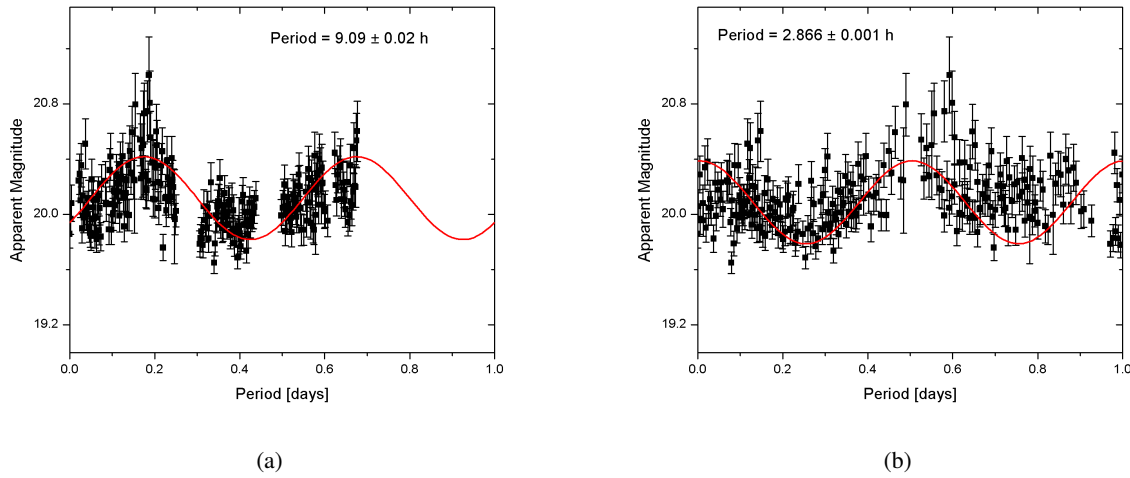 Period = 9.09 ± 0.02 h
20.8
20.4
20.0
19.2
Apparent Magnitude
0.0 0.2 0.4 0.6 0.8 1.0
Period [days]
(a)
Period = 2.866 ± 0.001 h
20.8
20.0
19.2
Apparent Magnitude
0.0 0.2 0.4 0.6 0.8 1.0
Period [days]
(b)